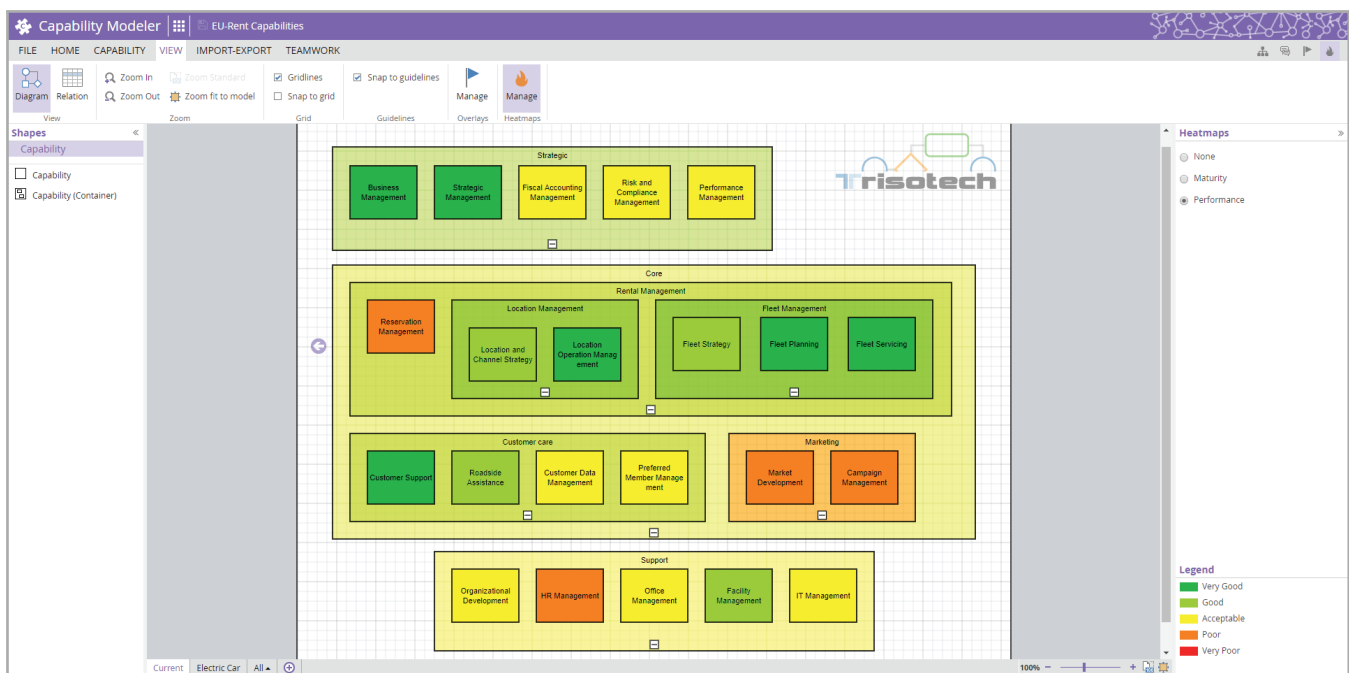 Capability Modeler
EU-Rent Capabilities
FILE HOME CAPABILITY VIEW IMPORT-EXPORT TEAMWORK
Diagram
Relation
View
Zoom In
Zoom Standard
Zoom Out
Zoom fit to model
Zoom
Gridlines
Snap to grid
Grid
Snap to guidelines
Guidelines
Manage
Overlays
Manage
Heatmaps
Shapes
«
Capability
Capability
Capability (Container)
Trisotech
Strategic
Business
Management
Strategic
Management
Fiscal Accounting
Management
Risk and
Compliance
Management
Performance
Management
Core
Rental Management
Reservation
Management
Location Management
Location and
Channel Strategy
Location
Operation Manag
ement
Fleet Management
Fleet Strategy
Fleet Planning
Fleet Servicing
Customer care
Customer Support
Roadside
Assistance
Customer Data
Management
Preferred
Member Manage
ment
Marketing
Market
Development
Campaign
Management
Support
Organizational
Development
HR Management
Office
Management
Facility
Management
IT Management
Heatmaps
»
None
Maturity
Performance
Legend
Very Good
Good
Acceptable
Poor
Very Poor
Current Electric Car All
100%